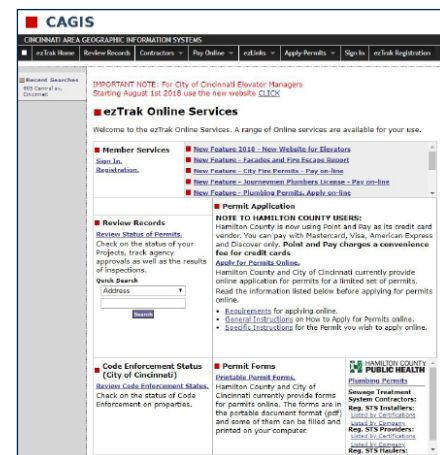 CAGIS
CINCINNATI AREA GEOGRAPHIC INFORMATION SYSTEMS
ezTrak Home Review Records Contractors Pay Online ezLinks Apply-Permits Sign In ezTrak Registration
Recent Searches
Cincinnati
IMPORTANT NOTE: For City of Cincinnati Elevator Managers
Starting August 1st 2018 use the new website CLICK
ezTrak Online Services
Welcome to the ezTrak Online Services. A range of Online services are available for your use.
Member Services
Sign In.
Registration.
New Feature 2018 - New Website for Elevators
New Feature - Facades and Fire Escape Report
New Feature - City Fire Permits - Pay on-line
New Feature - Journeymen Plumbers License - Pay on-line
New Feature - Plumbing Permits. Apply on-line
Review Records
Review Status of Permits.
Check on the status of your
Projects, track agency
approvals as well as the results
of inspections.
Quick Search
Address
Search
Permit Application
NOTE TO HAMILTON COUNTY USERS:
Hamilton County is now using Point and Pay as its credit card
vendor. You can pay with Mastercard, Visa, American Express
and Discover only. Point and Pay charges a convenience
fee for credit cards
Apply for Permits Online.
Hamilton County and City of Cincinnati currently provide
online application for permits for a limited set of permits.
Read the information listed below before applying for permits
online.
• Requirements for applying online.
• General Instructions on How to Apply for Permits online.
• Specific Instructions for the Permit you wish to apply online.
Code Enforcement Status
(City of Cincinnati)
Review Code Enforcement Status.
Check on the status of Code
Enforcement on properties.
Permit Forms
Printable Permit Forms.
Hamilton County and City of
Cincinnati currently provide forms
for permits online. The forms are in
the portable document format (pdf)
and some of them can be filled and
printed on your computer.
HAMILTON COUNTY
PUBLIC HEALTH
Plumbing Permits
Sewage Treatment
System Contractors:
Reg. STS Installers:
Listed by Certifications
Listed by Company
Reg. STS Providers:
Listed by Certifications
Listed by Company
Reg. STS Haulers: